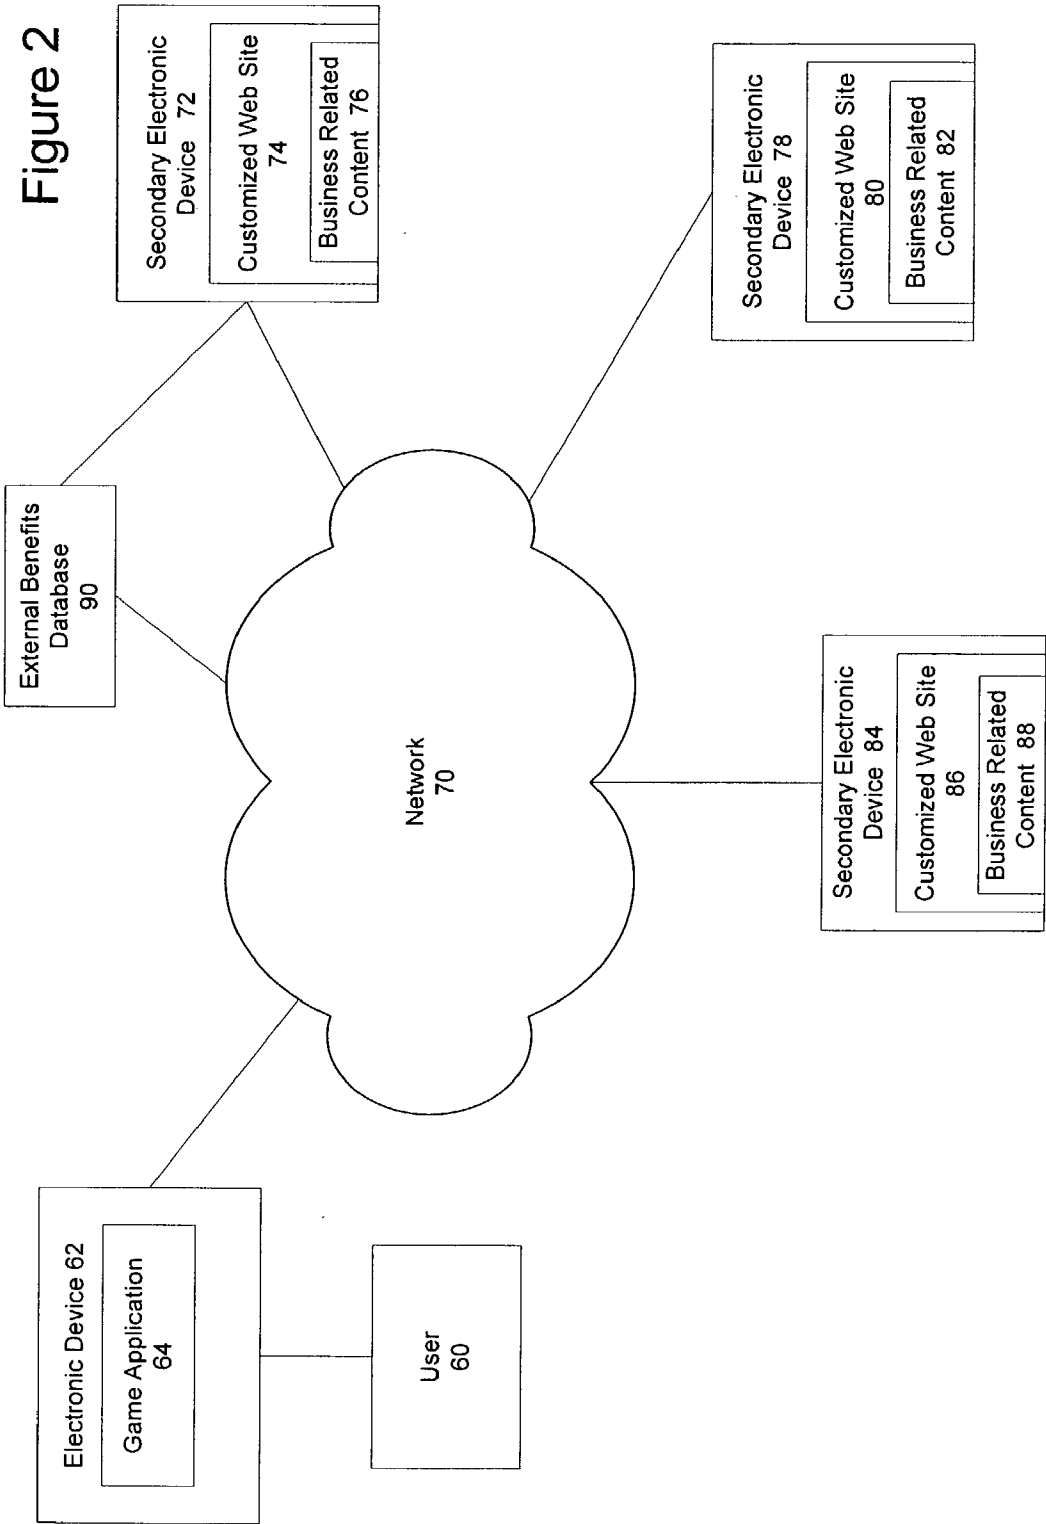 Figure 2
Electronic Device 62
Game Application
64
User
60
Network
70
External Benefits
Database
90
Secondary Electronic
Device 72
Customized Web Site
74
Business Related
Content 76
Secondary Electronic
Device 78
Customized Web Site
80
Business Related
Content 82
Secondary Electronic
Device 84
Customized Web Site
86
Business Related
Content 88